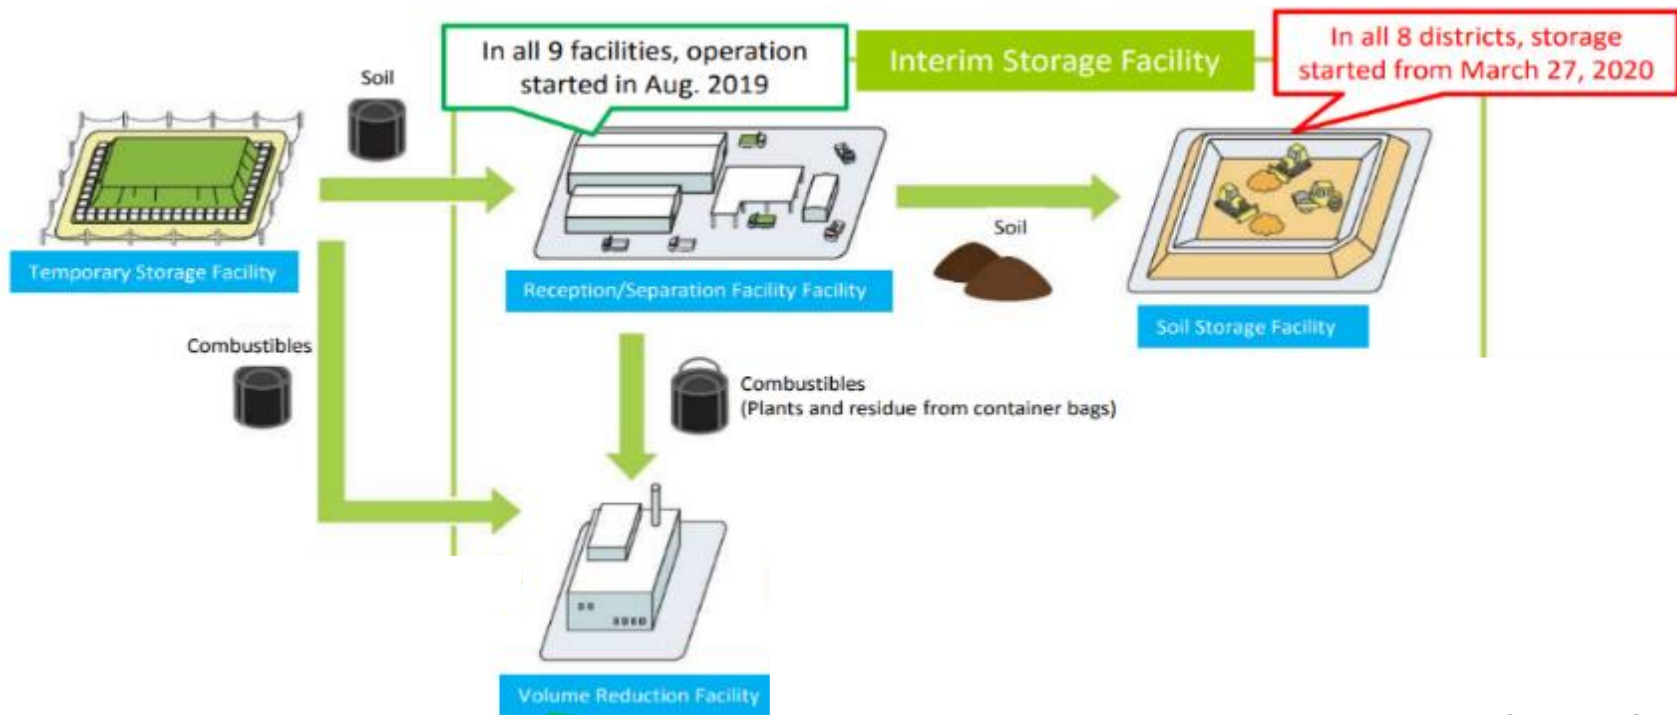 In all 9 facilities, operation
started in Aug. 2019
Interim Storage Facility
In all 8 districts, storage
started from March 27, 2020
Soil
Temporary Storage Facility
Reception/Separation Facility Facility
Soil
Soil Storage Facility
Combustibles
Combustibles
(Plants and residue from container bags)
Volume Reduction Facility